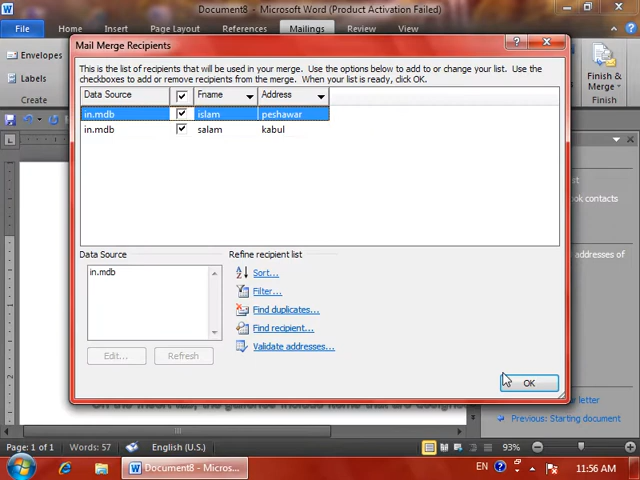 Document8 - Microsoft Word (Product Activation Failed)
File Home Insert Page Layout References Mailings Review View
Mail Merge Recipients
Envelopes
Labels
Create
Finish &
Merge
Finish
This is the list of recipients that will be used in your merge. Use the options below to add to or change your list. Use the
checkboxes to add or remove recipients from the merge. When your list is ready, click OK.
Data Source Fname Address
in.mdb islam peshawar
in.mdb salam kabul
Data Source
in.mdb
Edit...
Refresh
Refine recipient list
Sort...
Filter...
Find duplicates...
Find recipient...
Validate addresses...
OK
ook contacts
ddresses of
letter
Previous: Starting document
Page: 1 of 1 Words: 57 English (U.S.) 93%
Document8 - Micros... EN 11:56 AM